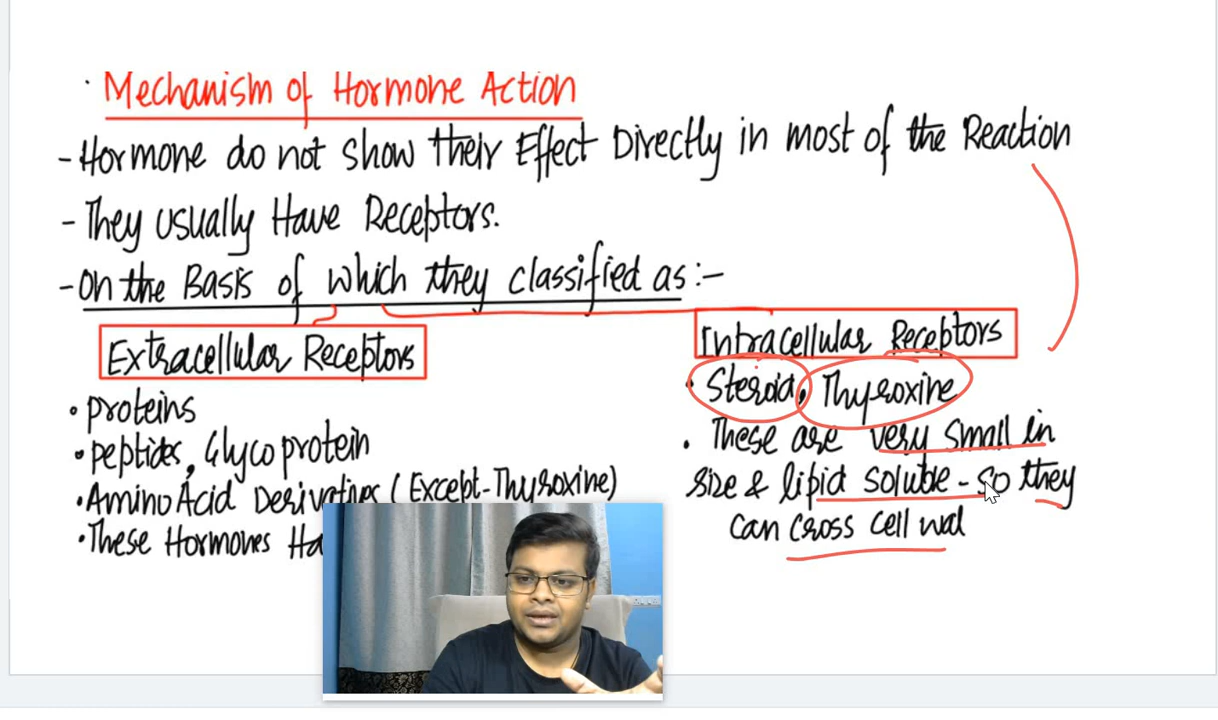 Mechanism of Hormone Action
- Hormone do not show their Effect Directly in most of the Reaction
- They usually Have Receptors.
- On the Basis of which they classified as :-
Extracellular Receptors
• Proteins
• Peptides, Glycoprotein
• Amino Acid Derivatives (Except-Thyroxine)
• These Hormones
Intracellular Receptors
• Steroid, Thyroxine
• These are very small in
size & lipid soluble - so they
can cross cell wal